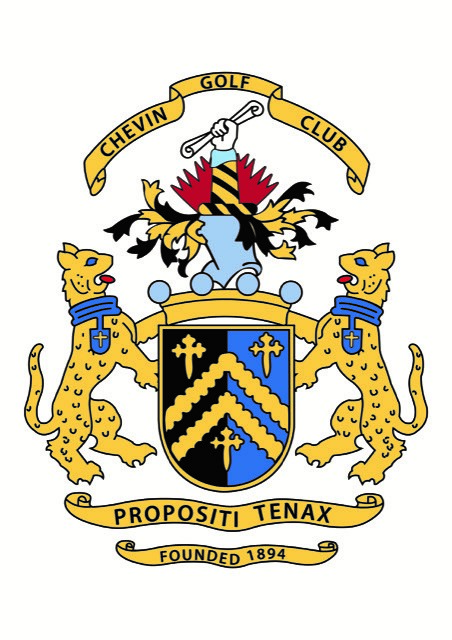 CHEVIN GOLF CLUB
PROPOSITI TENAX
FOUNDED 1894